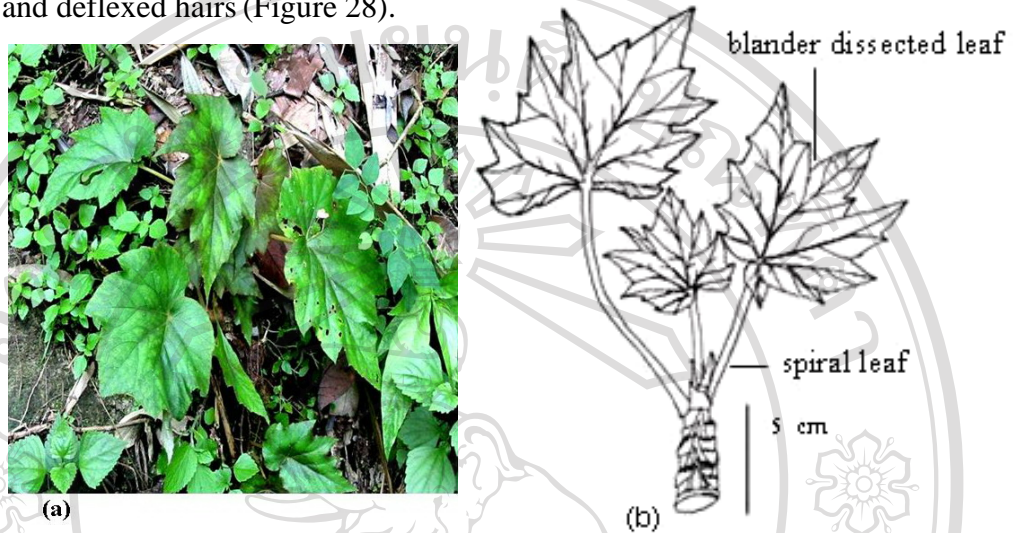 and deflexed hairs (Figure 28).
blander dissected leaf
spiral leaf
5 cm
(a)
(b)